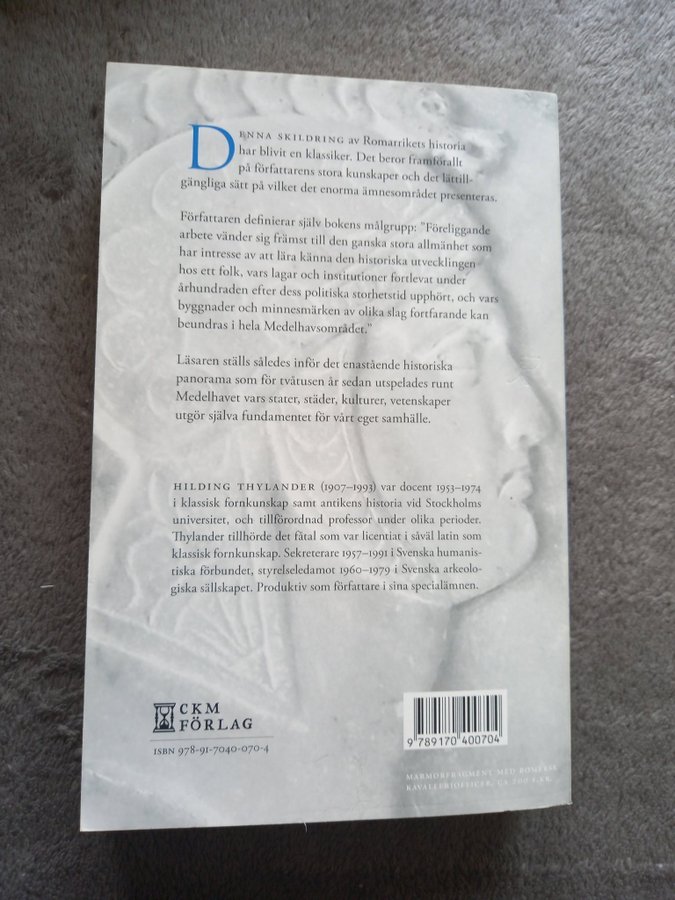 DENNA SKILDRING av Romarrikets historia
har blivit en klassiker. Det beror framförallt
på författarens stora kunskaper och det lättill-
gängliga sätt på vilket det enorma ämnesområdet presenteras.
Författaren definierar själv bokens målgrupp: ”Föreliggande
arbete vänder sig främst till den ganska stora allmänhet som
har intresse av att lära känna den historiska utvecklingen
hos ett folk, vars lagar och institutioner fortlevat under
århundraden efter dess politiska storhetstid upphört, och vars
byggnader och minnesmärken av olika slag fortfarande kan
beundras i hela Medelhavsområdet.”
Läsaren ställs således inför det enastående historiska
panorama som för tvåtusen år sedan utspelades runt
Medelhavet vars stater, städer, kulturer, vetenskaper
utgör själva fundamentet för vårt eget samhälle.
HILDING THYLANDER (1907–1993) var docent 1953–1974
i klassisk fornkunskap samt antikens historia vid Stockholms
universitet, och tillförordnad professor under olika perioder.
Thylander tillhörde det fåtal som var licentiat i såväl latin som
klassisk fornkunskap. Sekreterare 1957–1991 i Svenska humanis-
tiska förbundet, styrelseledamot 1960–1979 i Svenska arkeolo-
giska sällskapet. Produktiv som författare i sina specialämnen.
CKM
FÖRLAG
ISBN 978-91-7040-070-4
9 789170 400704
MARMORFRAGMENT MED ROMERSK
KAVALLERIOFFICER, CA 200 E.KR.